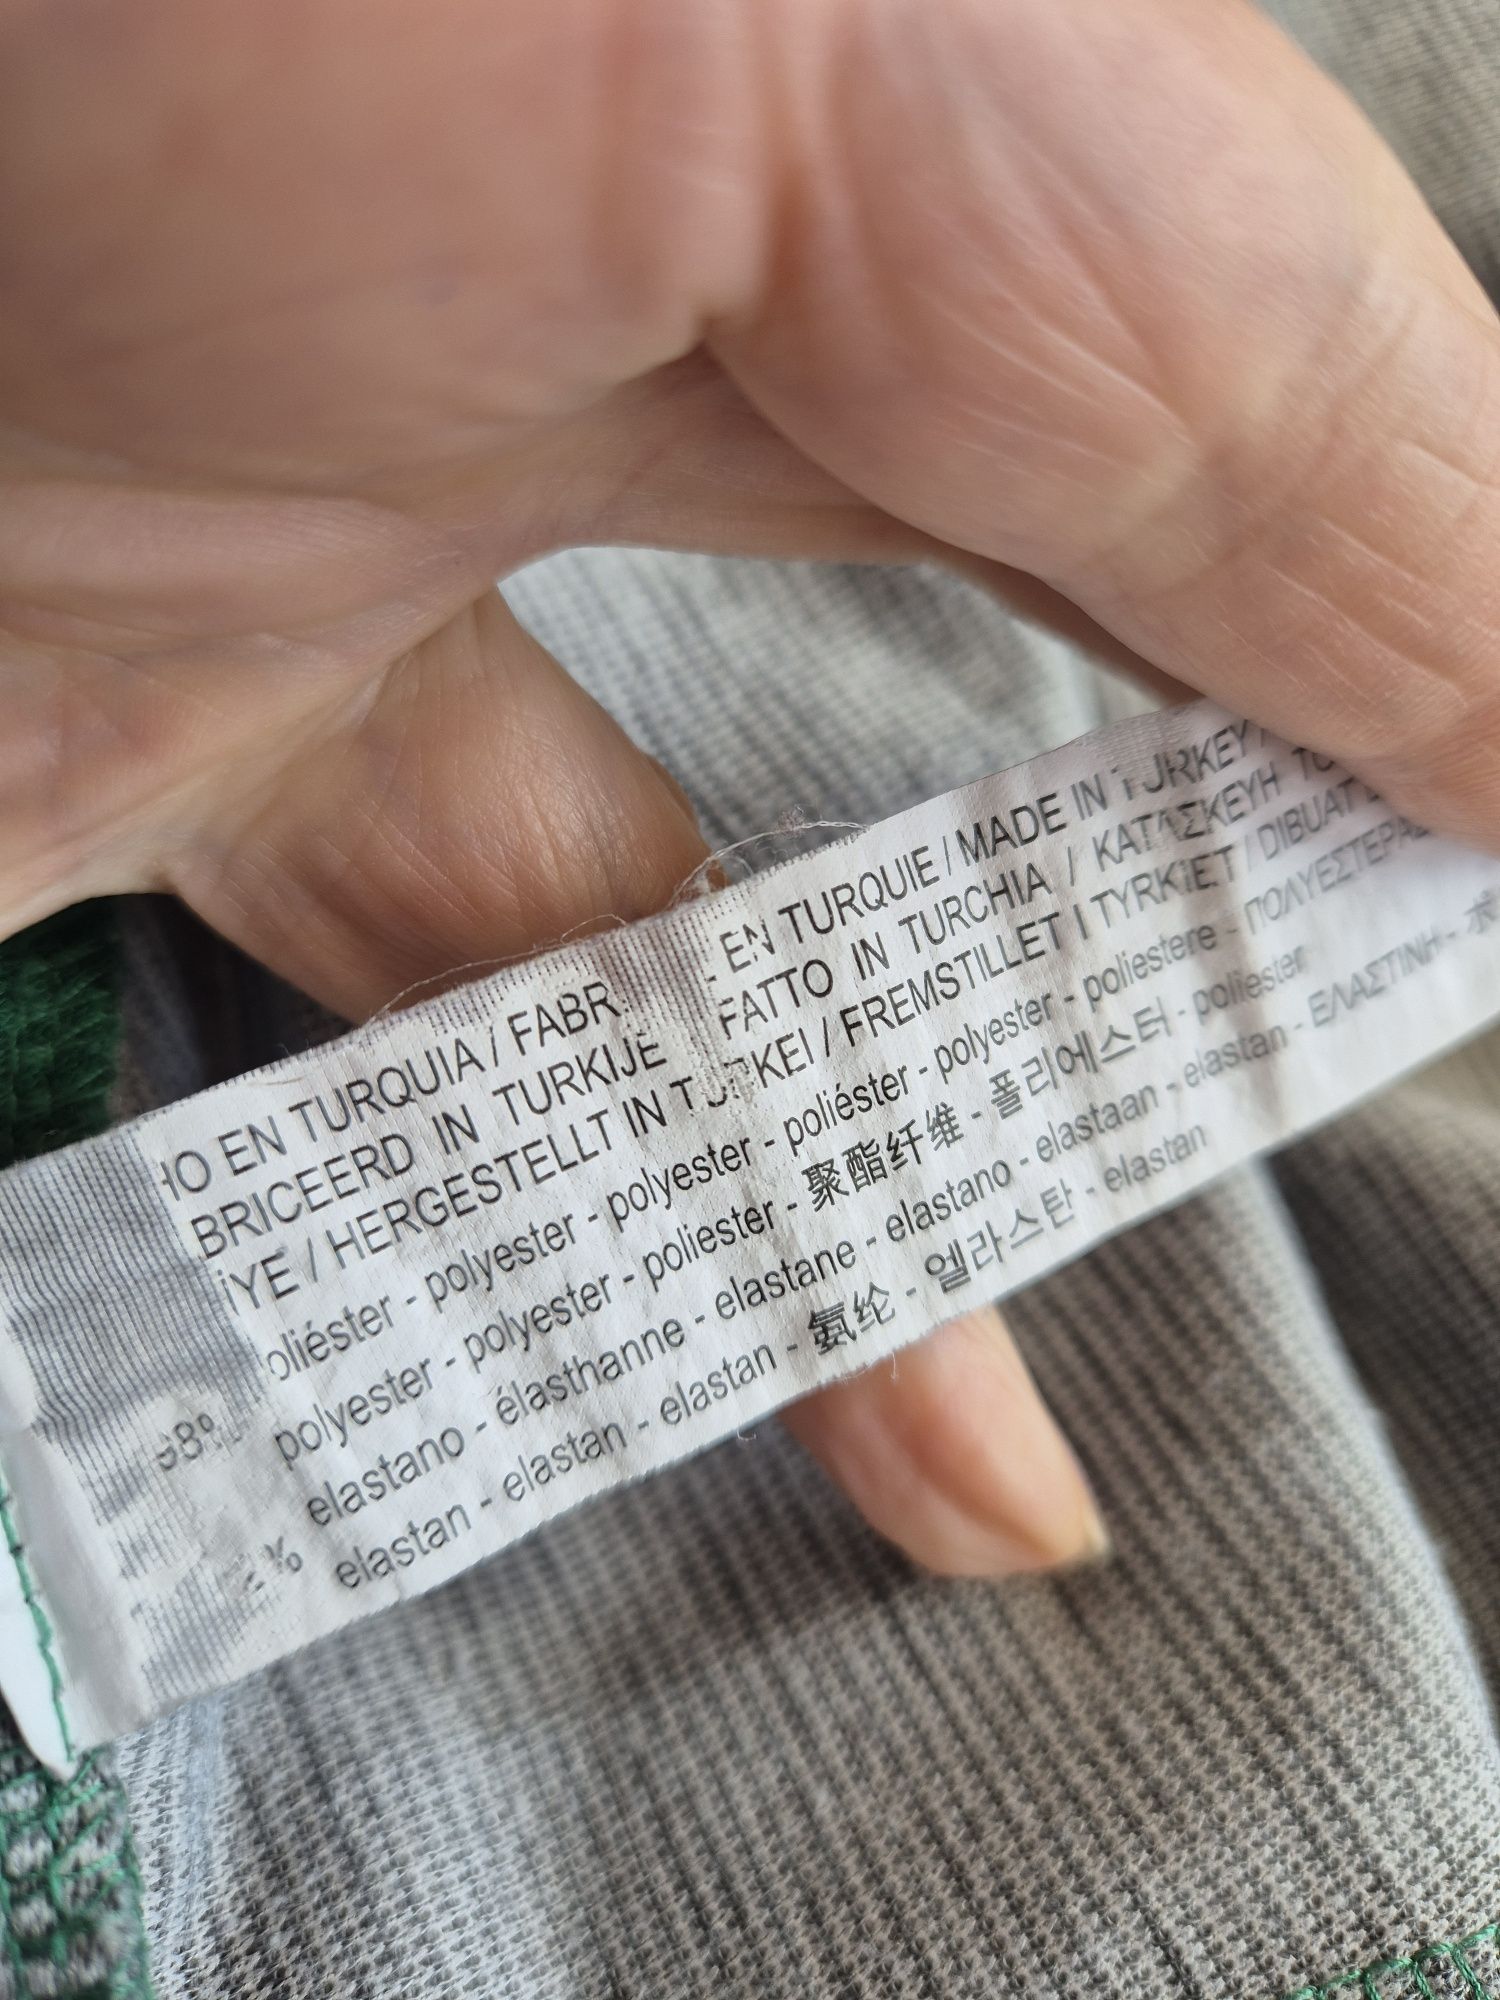 EN TURQUIA / FABR EN TURQUIE / MADE IN TURKEY /
BRICEERD IN TURKIJE FATTO IN TURCHIA / ΚΑΤΑΣΚΕΥΗ
/ HERGESTELLT IN TURKEI / FREMSTILLET I TYRKIET / DIBUAT
poliéster - polyester - polyester - poliéster - polyester - poliestere - ΠΟΛΥΕΣΤΕΡΑΣ
98% polyester - polyester - poliester - 聚酯纤维 - 폴리에스터 - poliester
elastano - élasthanne - elastane - elastano - elastaan - elastan - ΕΛΑΣΤΙΝΗ -
2% elastan - elastan - elastan - 氨纶 - 엘라스탄 - elastan